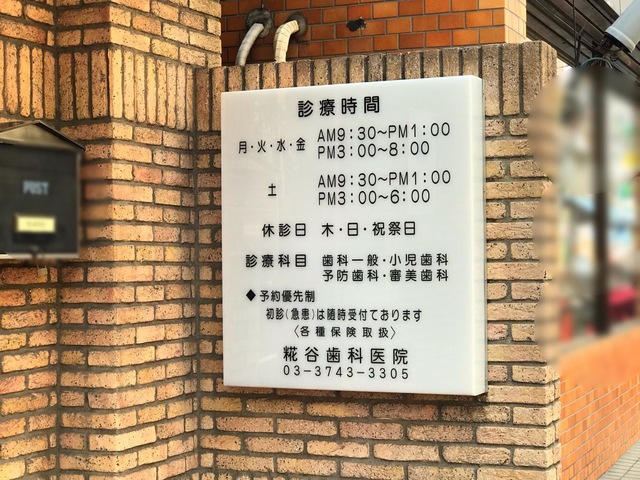 診療時間
月・火・水・金 AM9:30〜PM1:00
PM3:00〜8:00
土 AM9:30〜PM1:00
PM3:00〜6:00
休診日 木・日・祝祭日
診療科目 歯科一般・小児歯科
予防歯科・審美歯科
◆予約優先制
初診(急患)は随時受付ております
〈各種保険取扱〉
糀谷歯科医院
03-3743-3305
POST